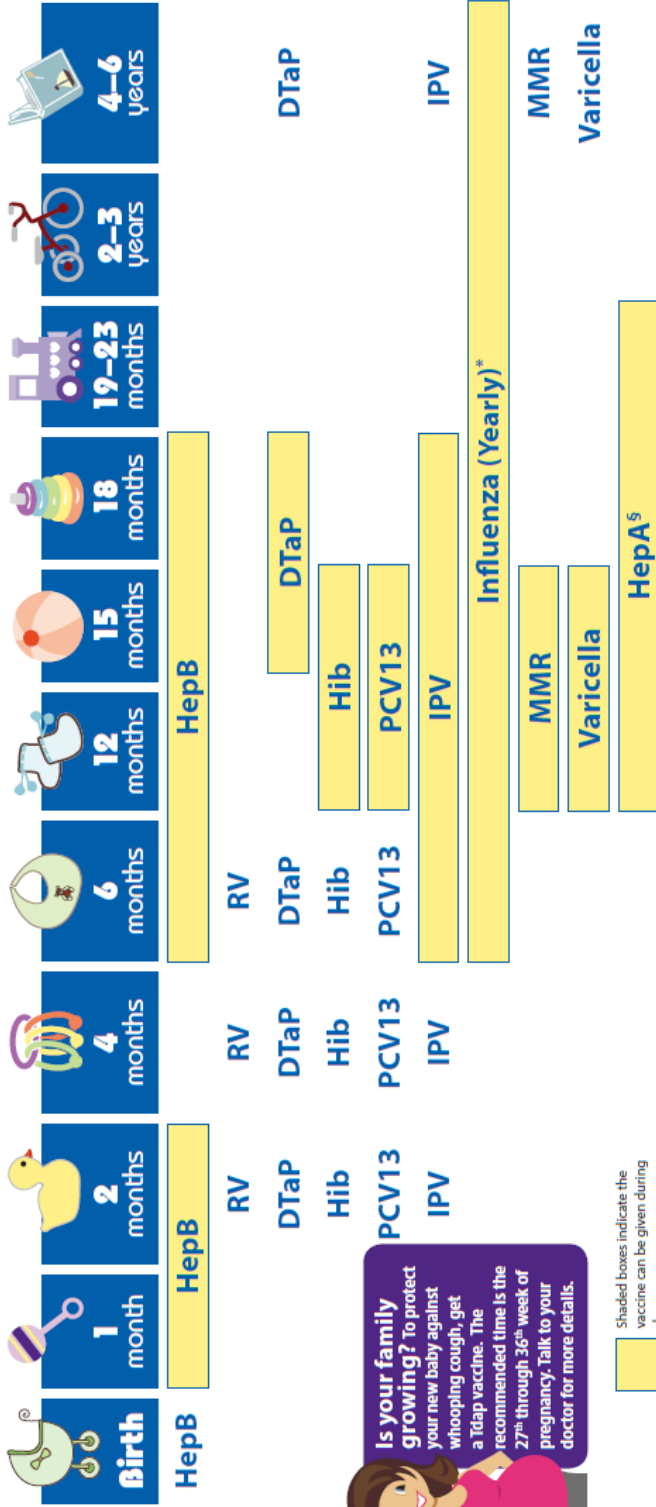 Birth
1
month
2
months
4
months
6
months
12
months
15
months
18
months
19–23
months
2–3
years
4–6
years
HepB
HepB
HepB
RV
RV
RV
DTaP
DTaP
DTaP
DTaP
DTaP
Hib
Hib
Hib
Hib
PCV13
PCV13
PCV13
PCV13
IPV
IPV
IPV
IPV
Influenza (Yearly)*
MMR
MMR
Varicella
Varicella
HepA§
Is your family
growing? To protect
your new baby against
whooping cough, get
a Tdap vaccine. The
recommended time is the
27th through 36th week of
pregnancy. Talk to your
doctor for more details.
Shaded boxes indicate the
vaccine can be given during